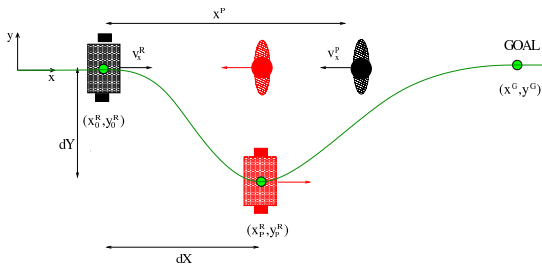 x^P
y
x
v_x^R
v_x^P
GOAL
(x^G,y^G)
(x_0^R,y_0^R)
dY
(x_P^R,y_P^R)
dX